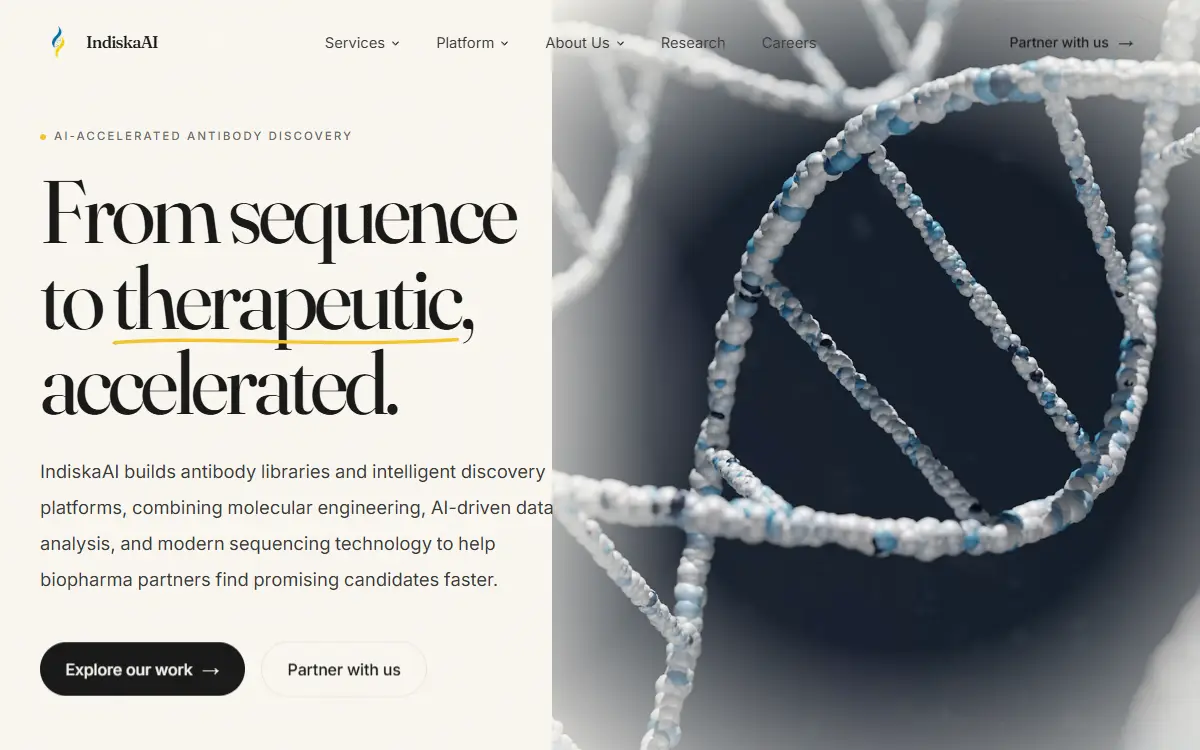 IndiskaAI
Services
Platform
About Us
Research
Careers
Partner with us →
AI-ACCELERATED ANTIBODY DISCOVERY
From sequence
to therapeutic,
accelerated.
IndiskaAI builds antibody libraries and intelligent discovery
platforms, combining molecular engineering, AI-driven data
analysis, and modern sequencing technology to help
biopharma partners find promising candidates faster.
Explore our work →
Partner with us